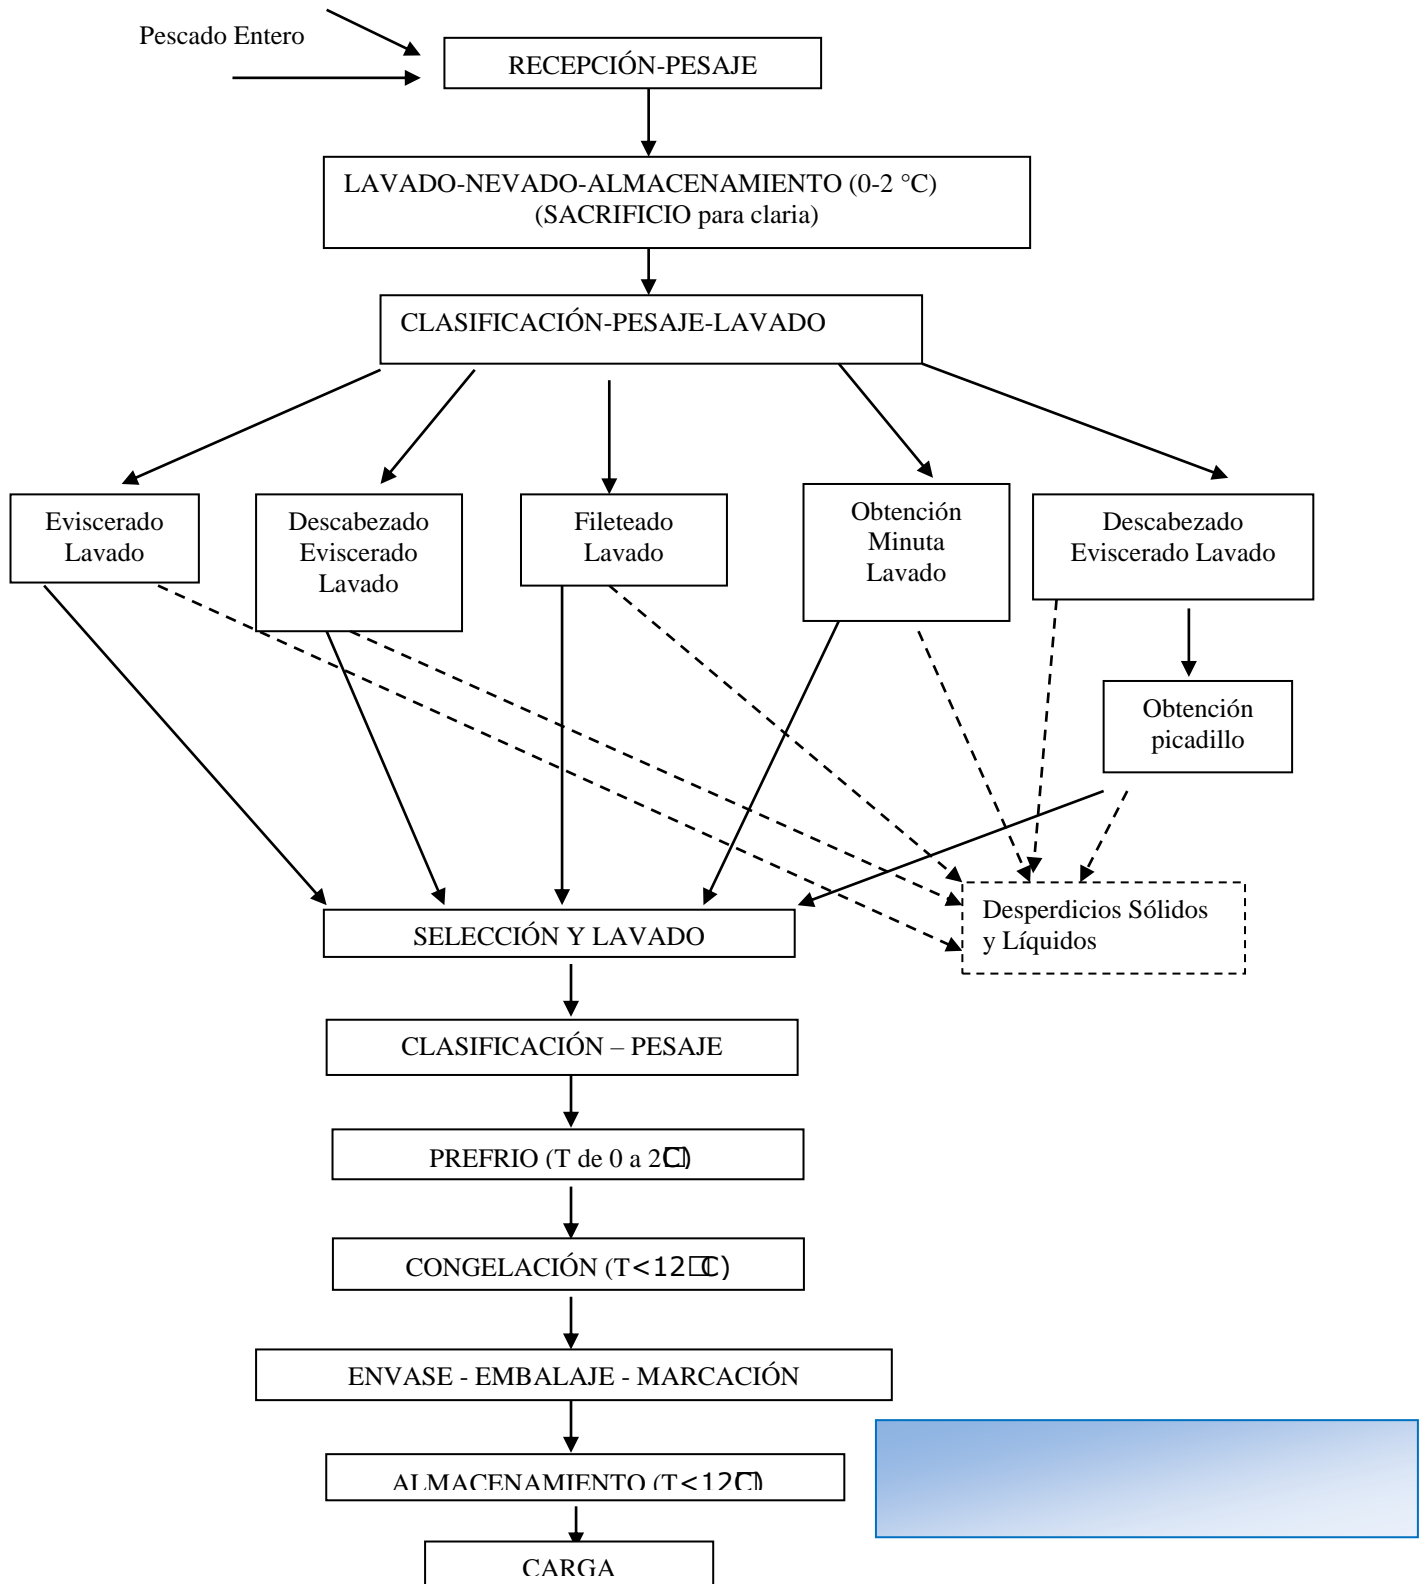 Pescado Entero
RECEPCIÓN-PESAJE
LAVADO-NEVADO-ALMACENAMIENTO (0-2 °C)
(SACRIFICIO para claria)
CLASIFICACIÓN-PESAJE-LAVADO
Eviscerado
Lavado
Descabezado
Eviscerado
Lavado
Fileteado
Lavado
Obtención
Minuta
Lavado
Descabezado
Eviscerado Lavado
Obtención
picadillo
Desperdicios Sólidos
y Líquidos
SELECCIÓN Y LAVADO
CLASIFICACIÓN – PESAJE
PREFRIO (T de 0 a 2□C)
CONGELACIÓN (T<12□C)
ENVASE - EMBALAJE - MARCACIÓN
ALMACENAMIENTO (T<12□C)
CARGA